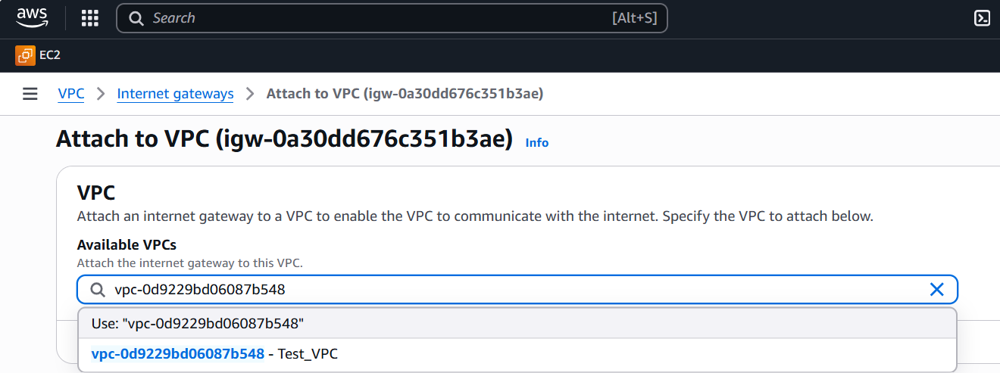 aws
Search [Alt+S]
EC2
VPC > Internet gateways > Attach to VPC (igw-0a30dd676c351b3ae)
Attach to VPC (igw-0a30dd676c351b3ae) Info
VPC
Attach an internet gateway to a VPC to enable the VPC to communicate with the internet. Specify the VPC to attach below.
Available VPCs
Attach the internet gateway to this VPC.
vpc-0d9229bd06087b548
Use: "vpc-0d9229bd06087b548"
vpc-0d9229bd06087b548 - Test_VPC